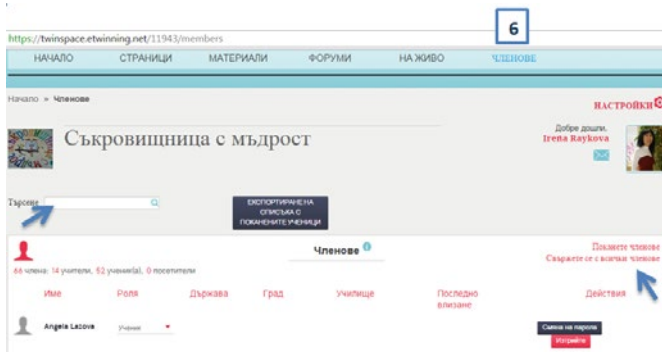 6
https://twinspace.etwinning.net/11943/members
НАЧАЛО СТРАНИЦИ МАТЕРИАЛИ ФОРУМИ НА ЖИВО ЧЛЕНОВЕ
Начало » Членове
НАСТРОЙКИ
Съкровищница с мъдрост
Добре дошли,
Irena Raykova
Търсене
ЕКСПОРТИРАНЕ НА
СПИСЪКА С
ПОКАНЕНИТЕ УЧЕНИЦИ
Членове
Поканете членове
Свържете се с всички членове
66 члена: 14 учители, 52 ученик(а), 0 посетители
Име Роля Държава Град Училище Последно влизане Действия
Angela Lazova Ученик Смяна на парола
Изтрийте